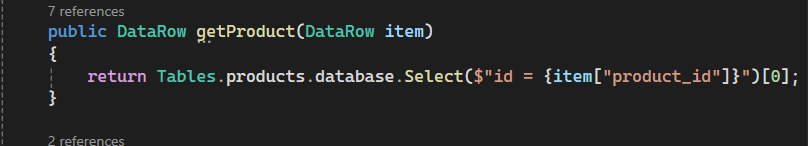 7 references
public DataRow getProduct(DataRow item)
{
return Tables.products.database.Select($"id = {item["product_id"]}")[0];
}
2 references